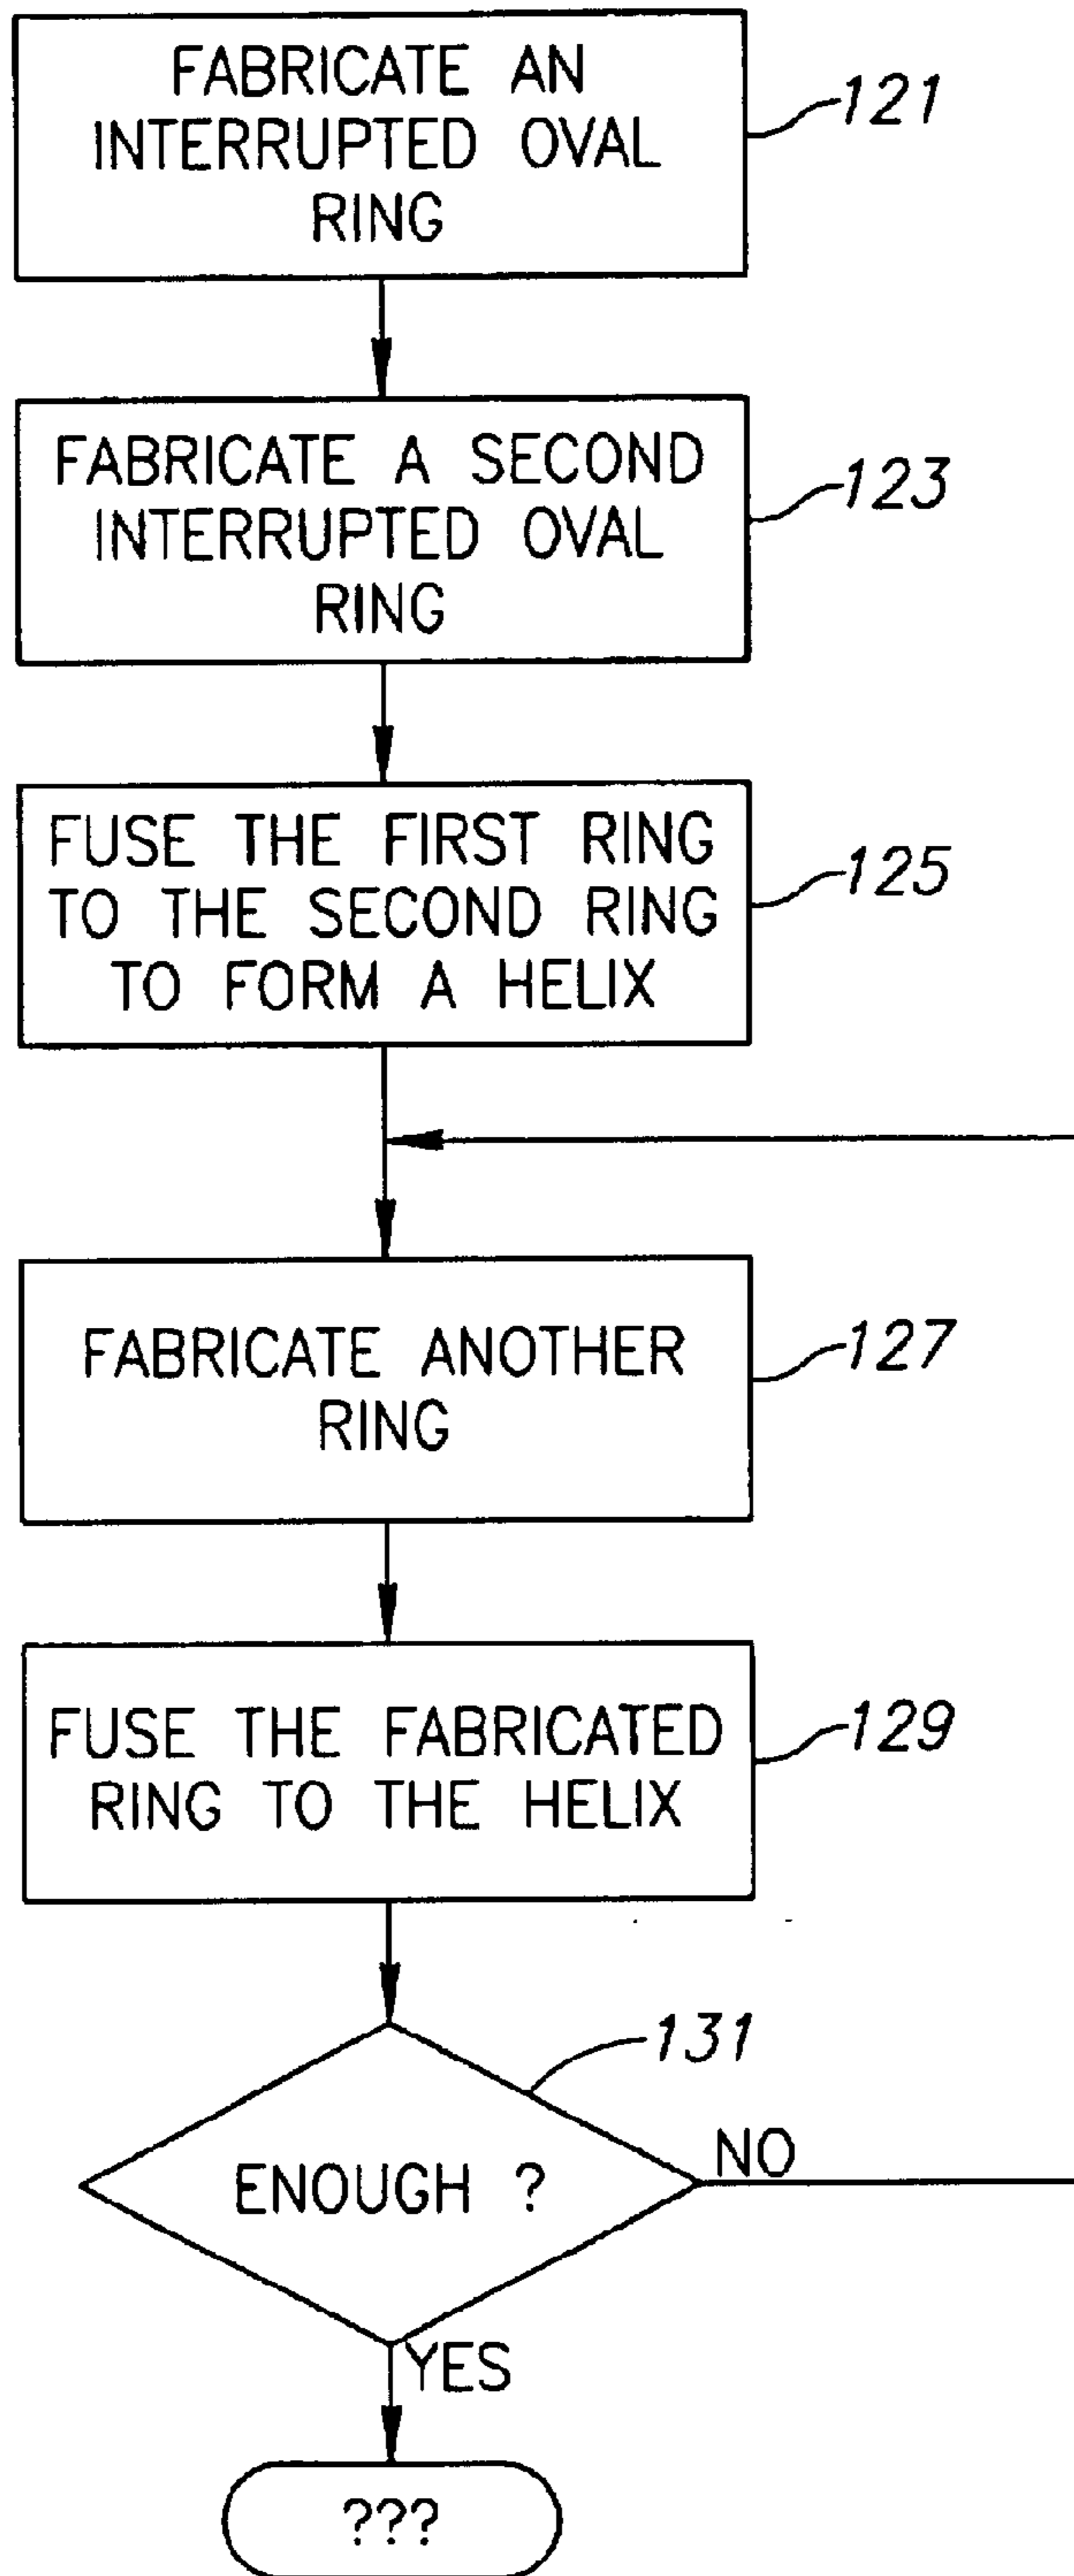 FABRICATE AN
INTERRUPTED OVAL
RING
121
FABRICATE A SECOND
INTERRUPTED OVAL
RING
123
FUSE THE FIRST RING
TO THE SECOND RING
TO FORM A HELIX
125
FABRICATE ANOTHER
RING
127
FUSE THE FABRICATED
RING TO THE HELIX
129
131
ENOUGH ?
NO
YES
???